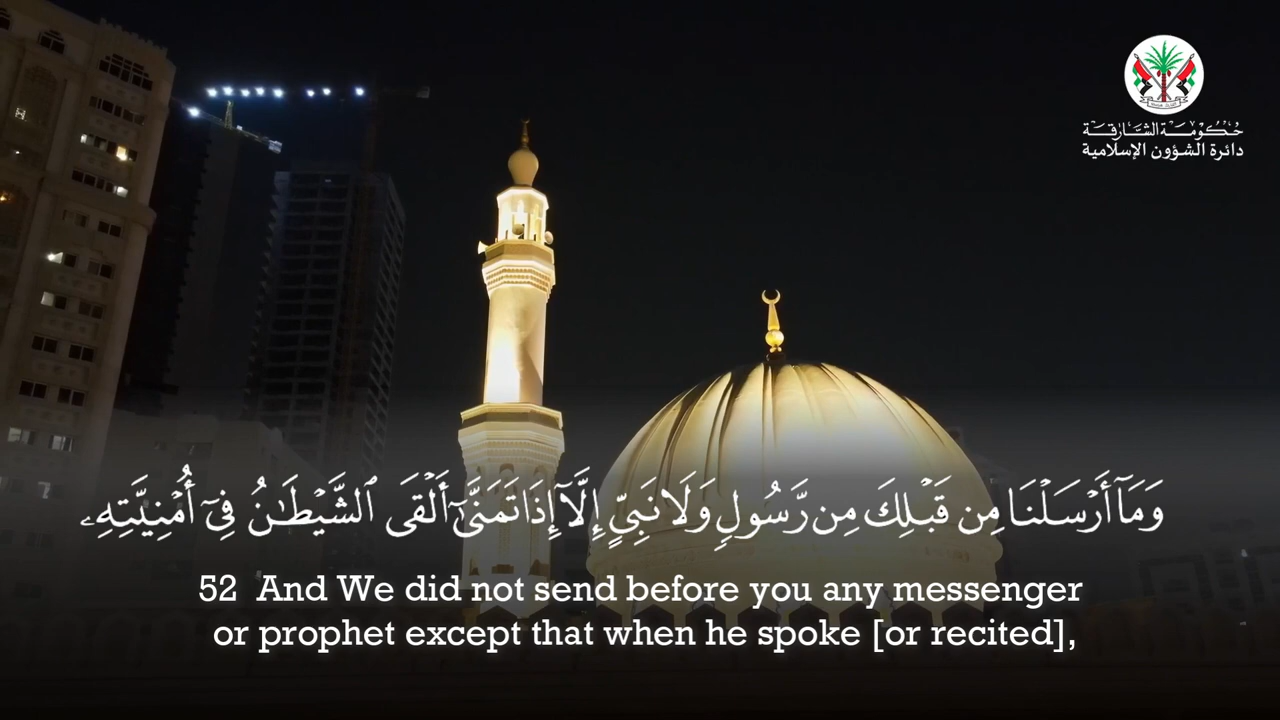 حكومة الشارقة
دائرة الشؤون الإسلامية
وَمَآ أَرْسَلْنَا مِن قَبْلِكَ مِن رَّسُولٍ وَلَا نَبِىٍّ إِلَّآ إِذَا تَمَنَّىٰٓ أَلْقَى ٱلشَّيْطَٰنُ فِىٓ أُمْنِيَّتِهِۦ
52 And We did not send before you any messenger
or prophet except that when he spoke [or recited],